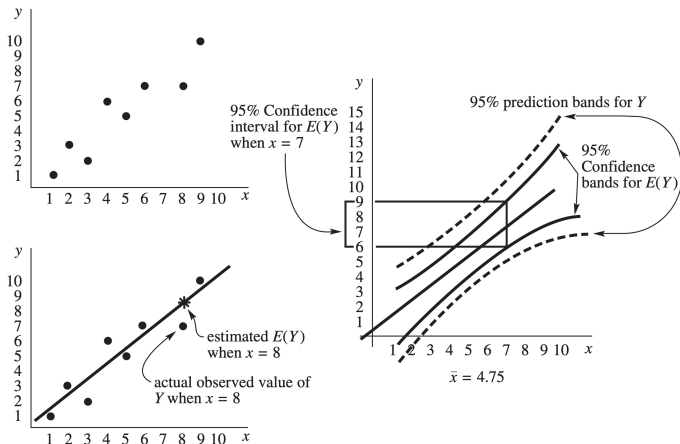 y
10
9
8
7
6
5
4
3
2
1
1 2 3 4 5 6 7 8 9 10 x
y
10
9
8
7
6
5
4
3
2
1
estimated E(Y)
when x = 8
actual observed value of
Y when x = 8
1 2 3 4 5 6 7 8 9 10 x
95% Confidence
interval for E(Y)
when x = 7
y
15
14
13
12
11
10
9
8
7
6
5
4
3
2
1
95% prediction bands for Y
95%
Confidence
bands for E(Y)
1 2 3 4 5 6 7 8 9 10 x
x̄ = 4.75